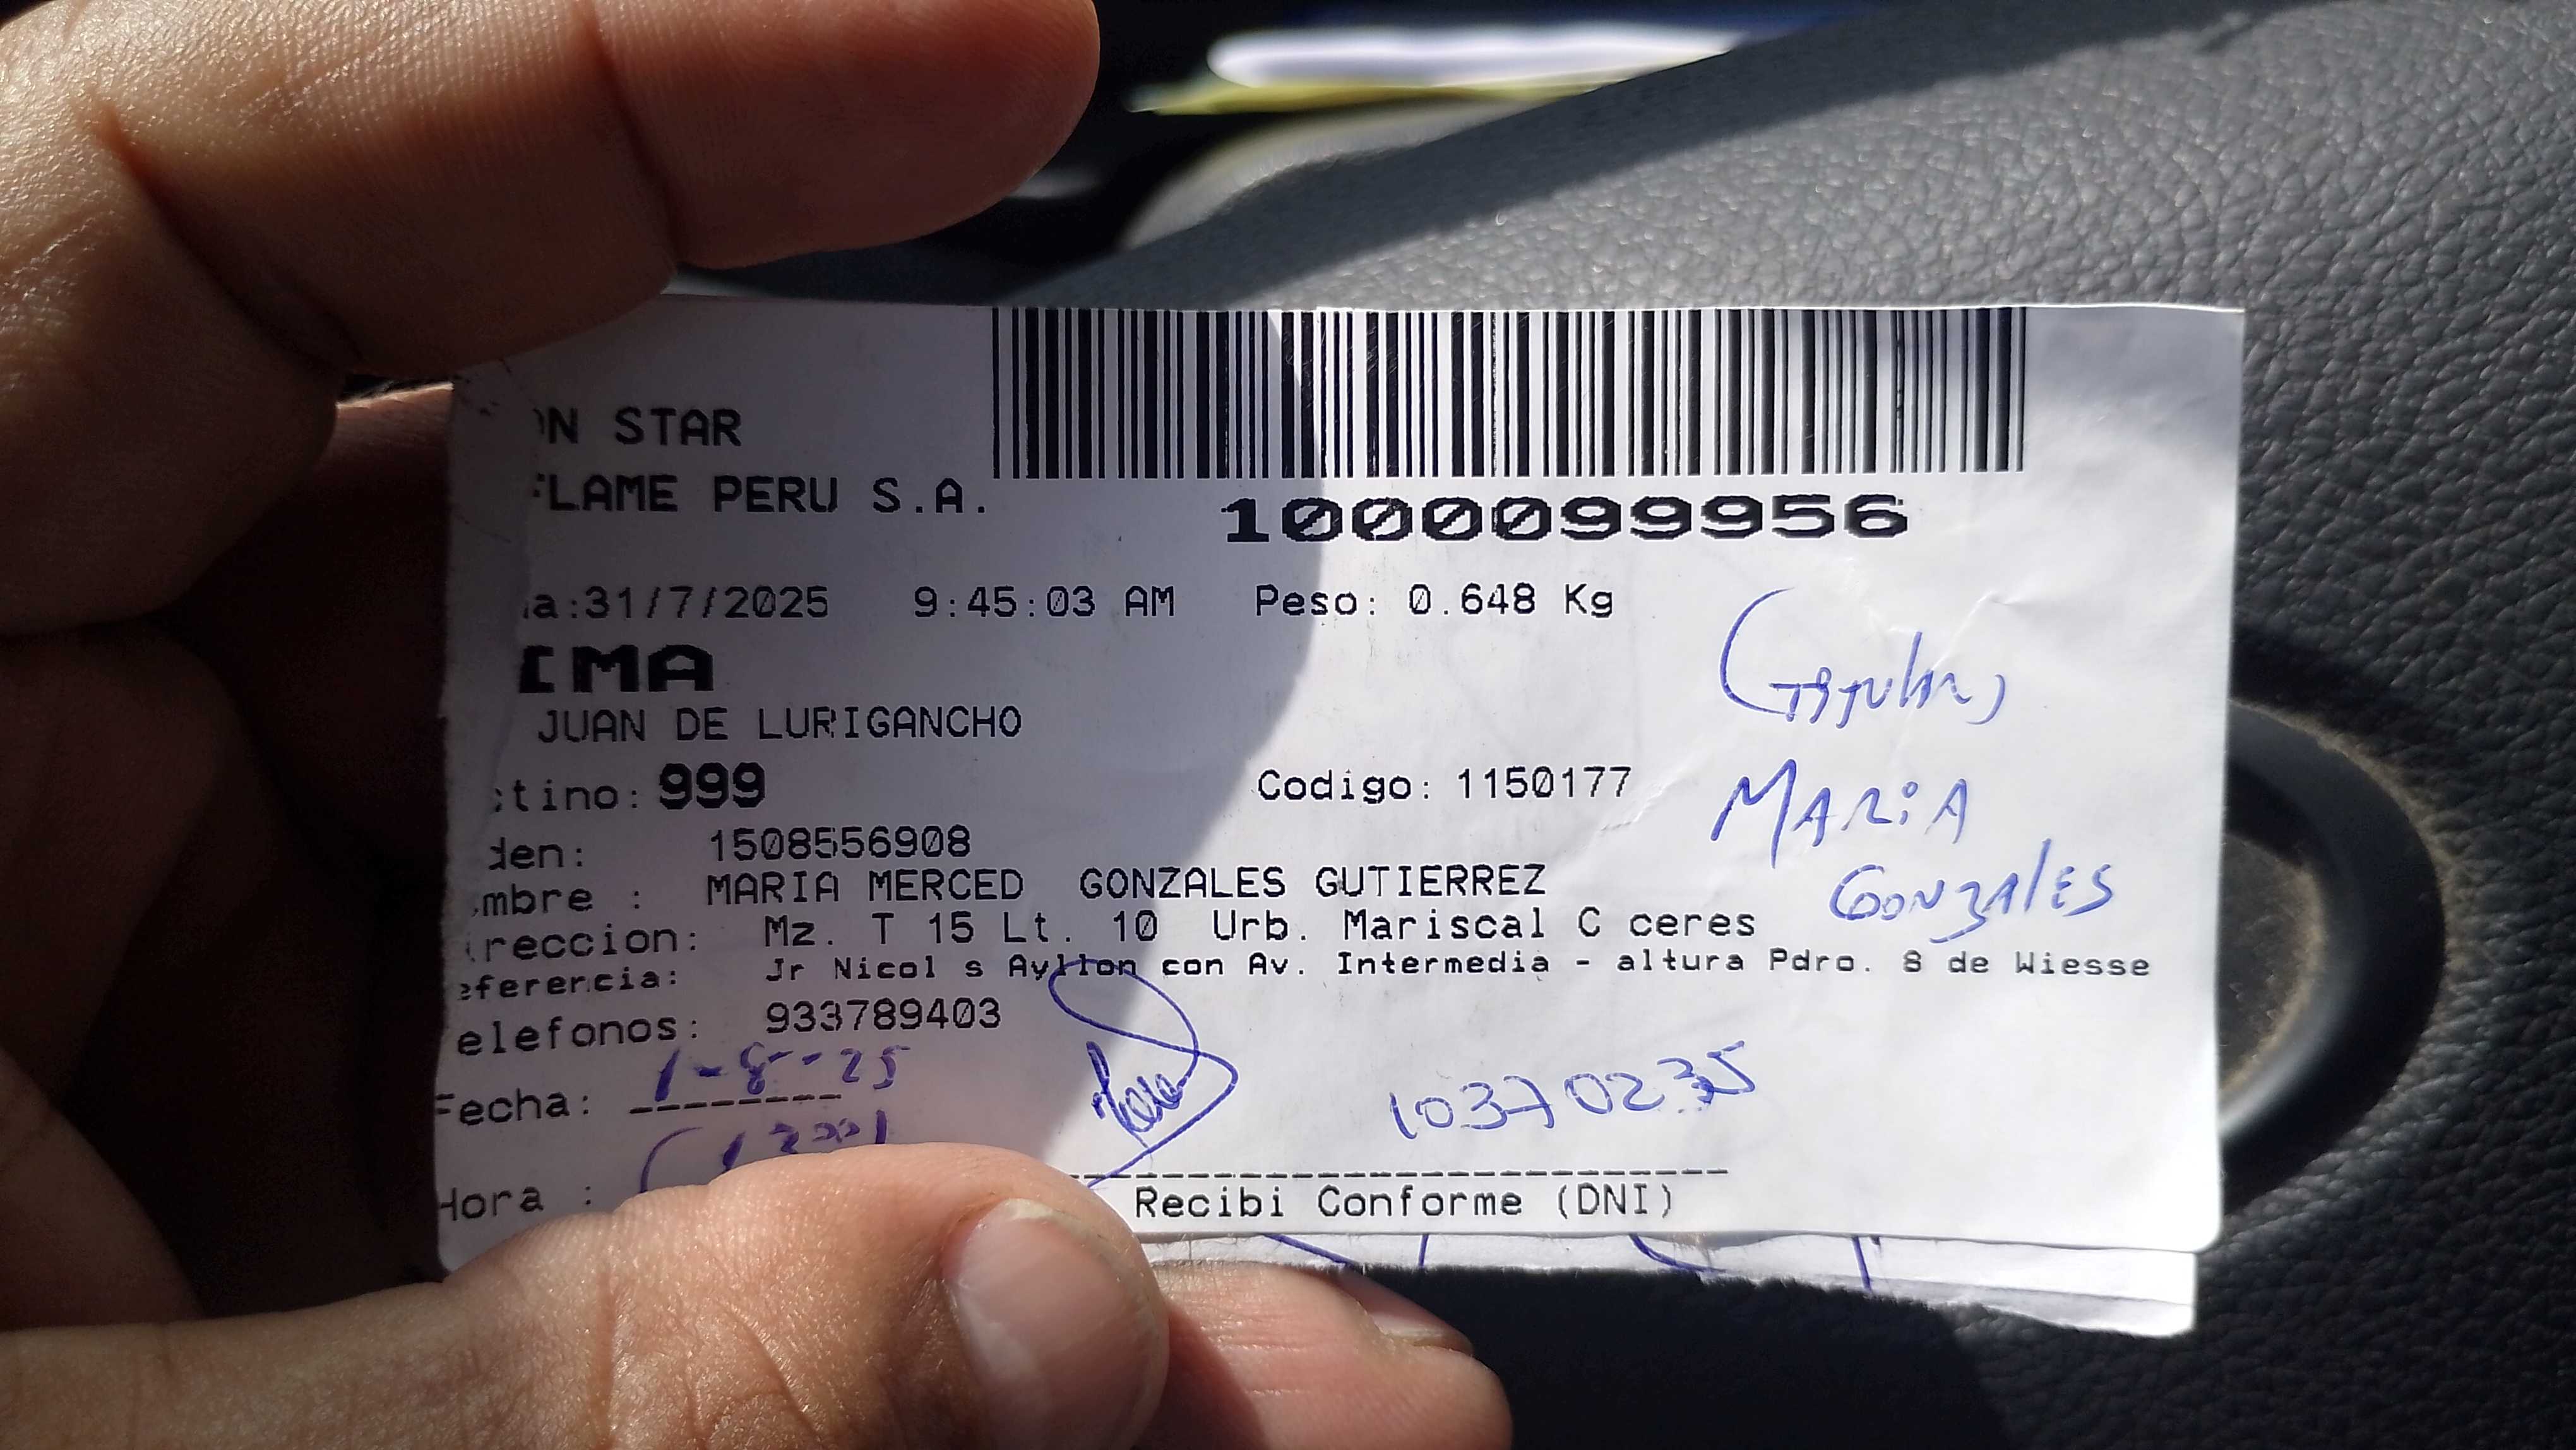 N STAR
FLAME PERU S.A.
1000099956
a:31/7/2025 9:45:03 AM Peso: 0.648 Kg
IMA
JUAN DE LURIGANCHO
tino: 999 Codigo: 1150177
MARiA
GONZALES
den: 1508556908
mbre : MARIA MERCED GONZALES GUTIERREZ
reccion: Mz. T 15 Lt. 10 Urb. Mariscal C ceres
eferencia: Jr Nicol s Ayllon con Av. Intermedia - altura Pdro. 8 de Wiesse
elefonos: 933789403
Fecha: 1-8-25
10370235
Hora :
Recibi Conforme (DNI)